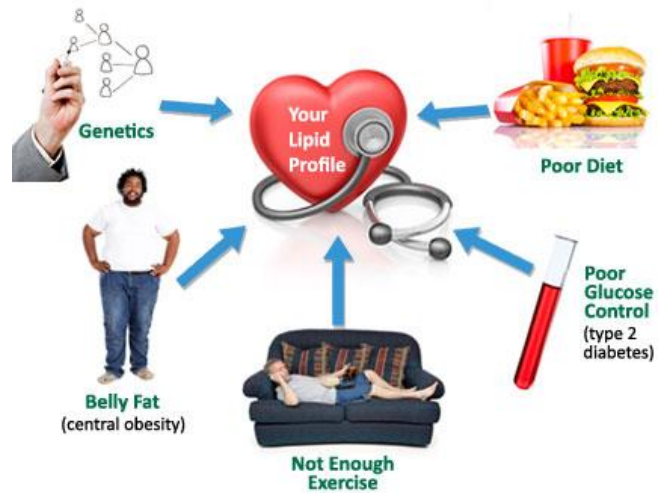 Your
Lipid
Profile
Genetics
Poor Diet
Belly Fat
(central obesity)
Not Enough
Exercise
Poor
Glucose
Control
(type 2
diabetes)